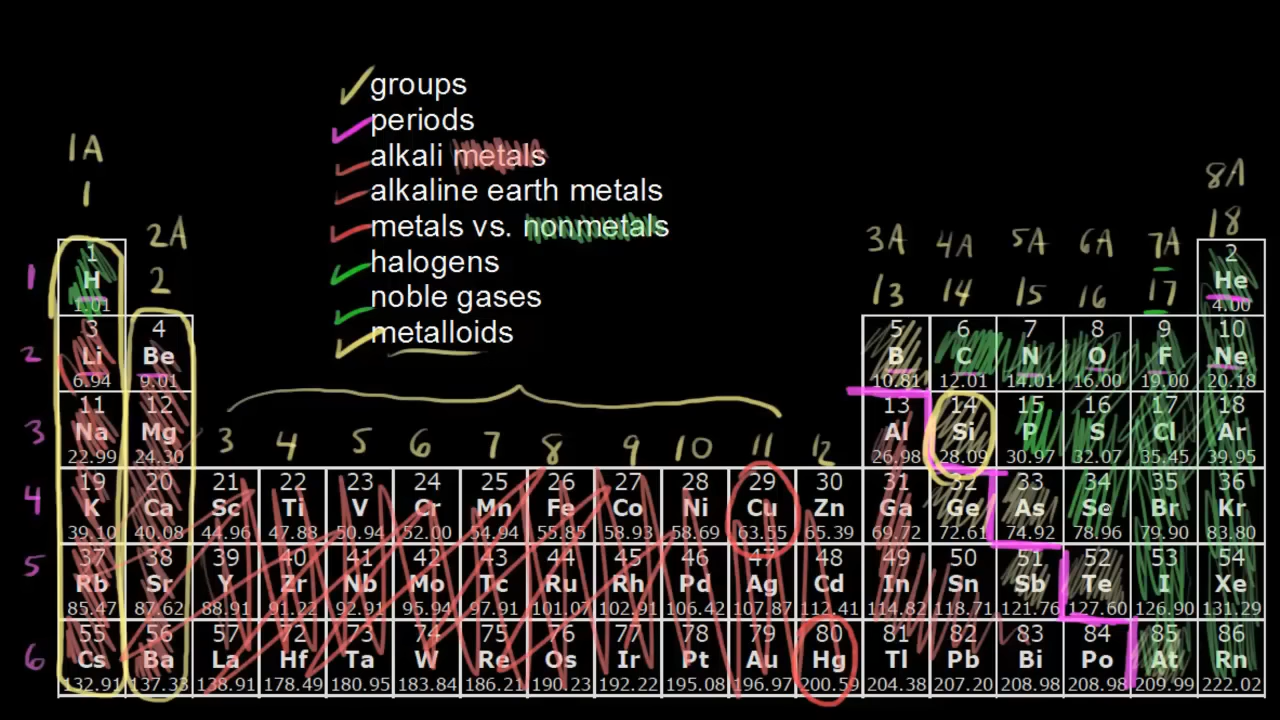 groups
periods
alkali metals
alkaline earth metals
metals vs. nonmetals
halogens
noble gases
metalloids
1A 2A 3A 4A 5A 6A 7A 8A
1 2 3 4 5 6 7 8 9 10 11 12 13 14 15 16 17 18
1 1 2
H He
1.01 4.00
2 3 4 5 6 7 8 9 10
Li Be B C N O F Ne
6.94 9.01 10.81 12.01 14.01 16.00 19.00 20.18
3 11 12 13 14 15 16 17 18
Na Mg Al Si P S Cl Ar
22.99 24.30 26.98 28.09 30.97 32.07 35.45 39.95
4 19 20 21 22 23 24 25 26 27 28 29 30 31 32 33 34 35 36
K Ca Sc Ti V Cr Mn Fe Co Ni Cu Zn Ga Ge As Se Br Kr
39.10 40.08 44.96 47.88 50.94 52.00 54.94 55.85 58.93 58.69 63.55 65.39 69.72 72.61 74.92 78.96 79.90 83.80
5 37 38 39 40 41 42 43 44 45 46 47 48 49 50 51 52 53 54
Rb Sr Y Zr Nb Mo Tc Ru Rh Pd Ag Cd In Sn Sb Te I Xe
85.47 87.62 88.91 91.22 92.91 95.94 97.91 101.07 102.91 106.42 107.87 112.41 114.82 118.71 121.76 127.60 126.90 131.29
6 55 56 57 72 73 74 75 76 77 78 79 80 81 82 83 84 85 86
Cs Ba La Hf Ta W Re Os Ir Pt Au Hg Tl Pb Bi Po At Rn
132.91 137.33 138.91 178.49 180.95 183.84 186.21 190.23 192.22 195.08 196.97 200.59 204.38 207.20 208.98 208.98 209.99 222.02